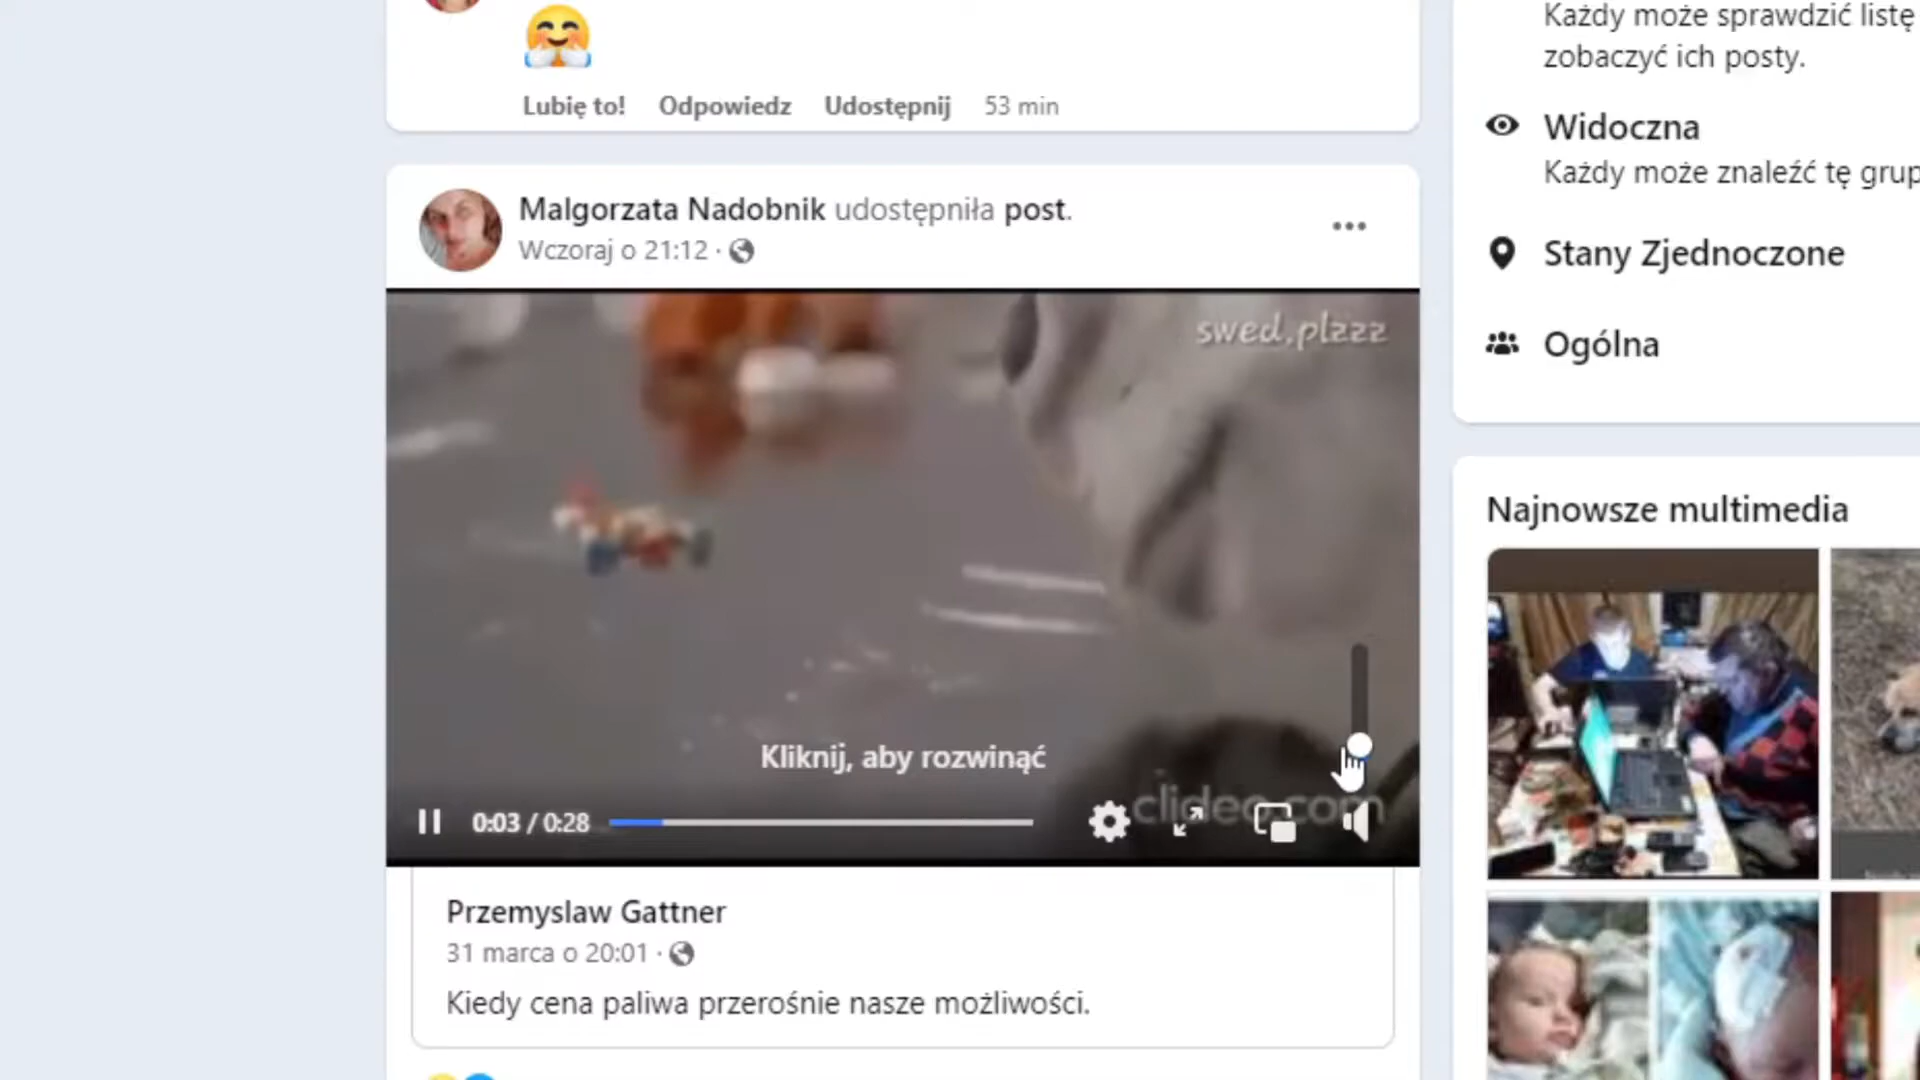 Lubię to! Odpowiedz Udostępnij 53 min
Malgorzata Nadobnik udostępniła post.
Wczoraj o 21:12 ·
swed.plzzz
Kliknij, aby rozwinąć
clideo.com
0:03 / 0:28
Przemyslaw Gattner
31 marca o 20:01 ·
Kiedy cena paliwa przerośnie nasze możliwości.
Każdy może sprawdzić listę
zobaczyć ich posty.
Widoczna
Każdy może znaleźć tę grup
Stany Zjednoczone
Ogólna
Najnowsze multimedia